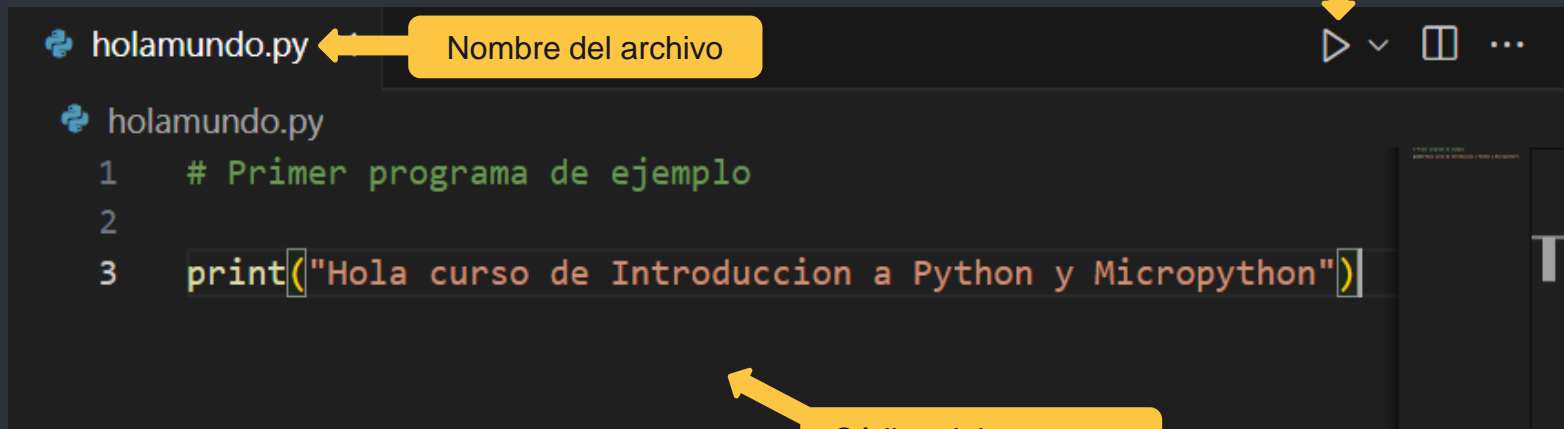 holamundo.py
Nombre del archivo
holamundo.py
1 # Primer programa de ejemplo
2
3 print("Hola curso de Introduccion a Python y Micropython")